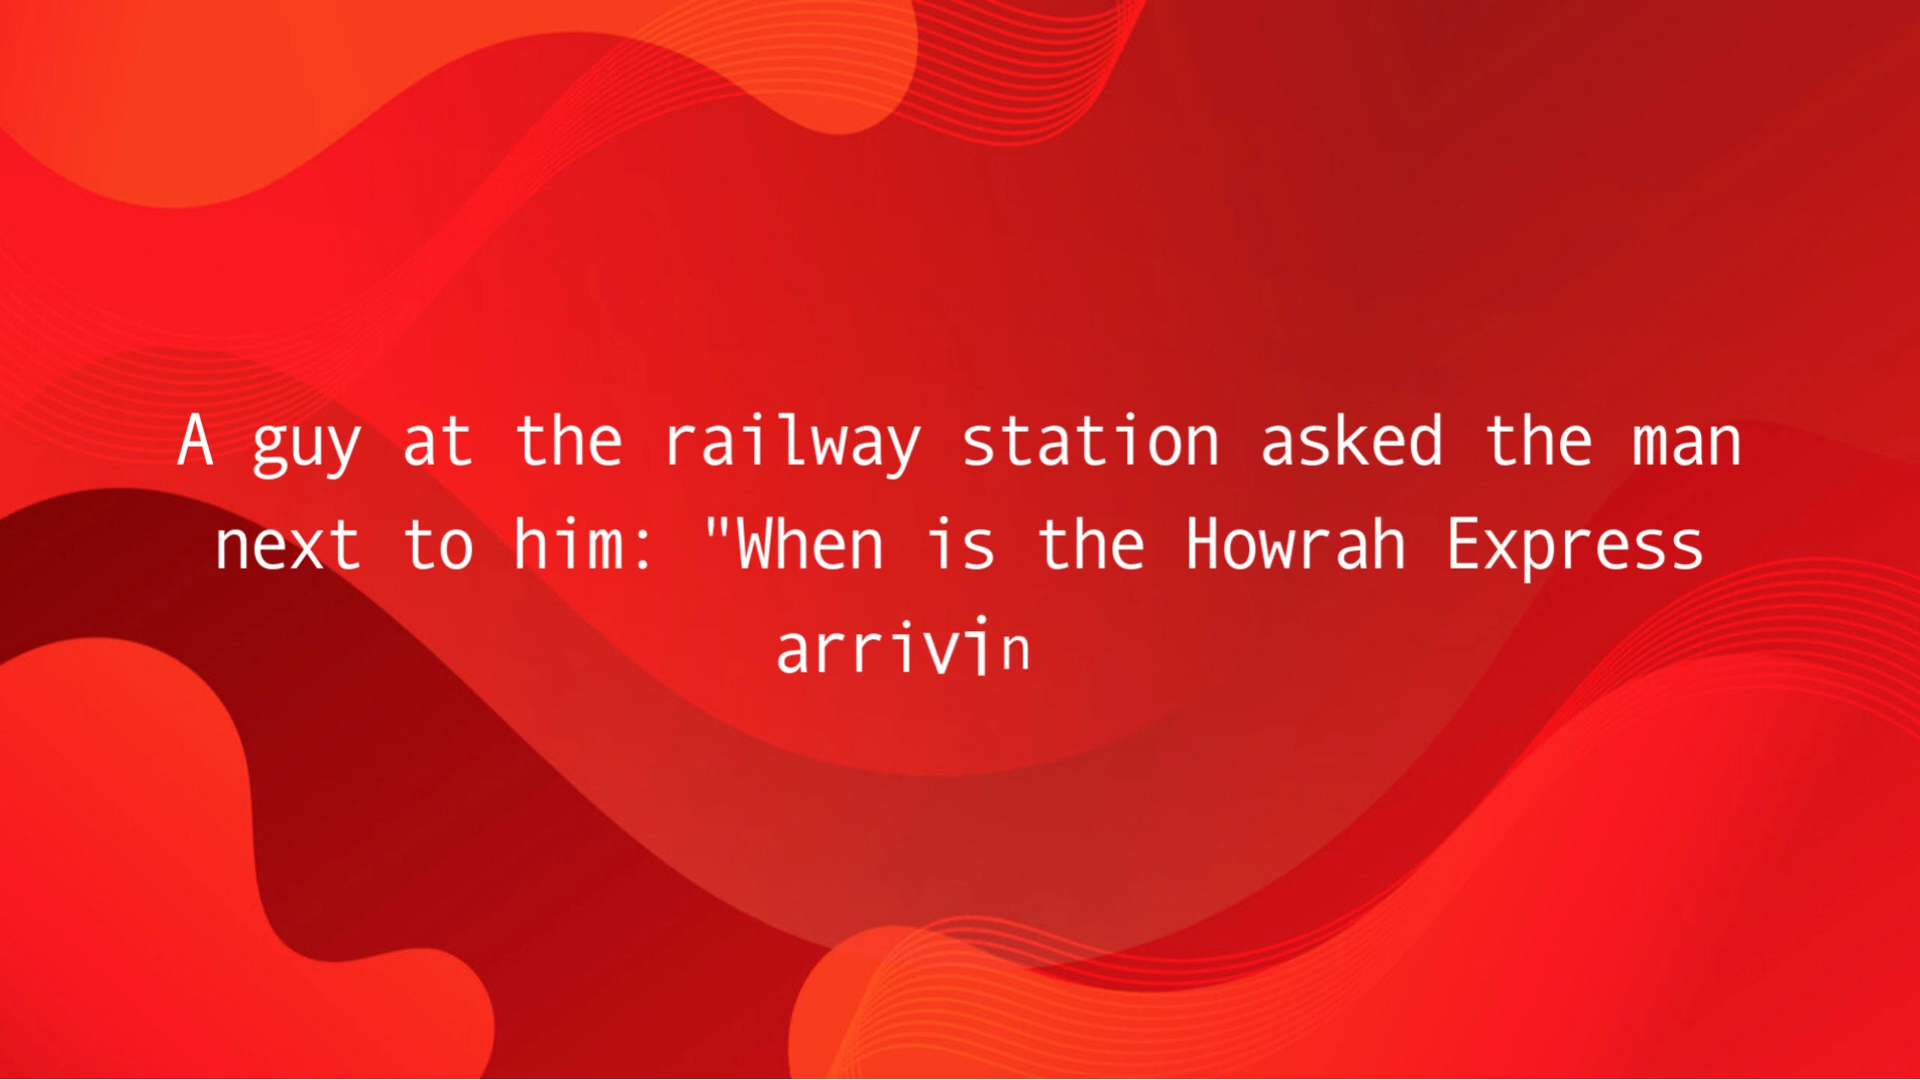 A guy at the railway station asked the man
next to him: "When is the Howrah Express
arrivin